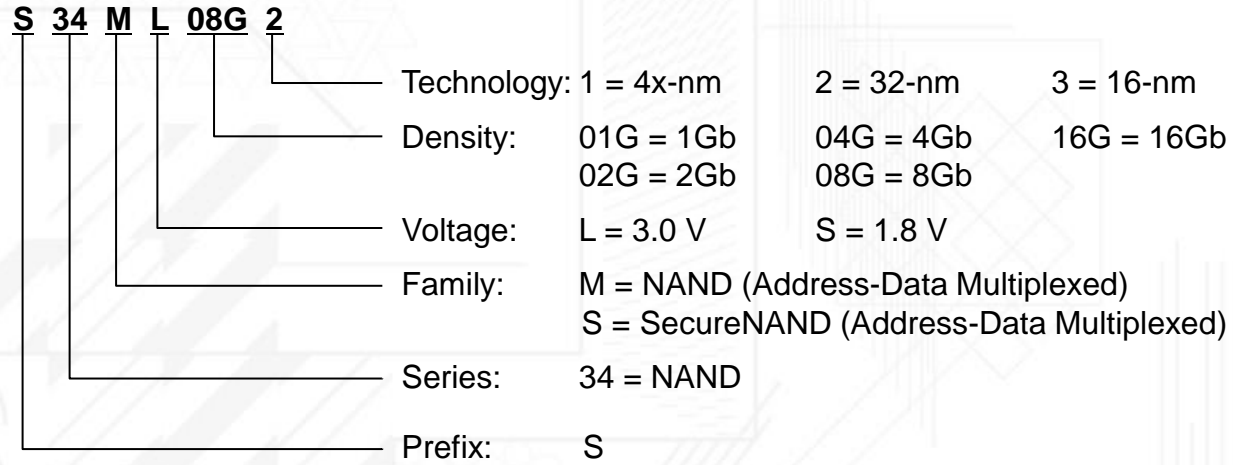 S 34 M L 08G 2
Technology: 1 = 4x-nm 2 = 32-nm 3 = 16-nm
Density: 01G = 1Gb 04G = 4Gb 16G = 16Gb
02G = 2Gb 08G = 8Gb
Voltage: L = 3.0 V S = 1.8 V
Family: M = NAND (Address-Data Multiplexed)
S = SecureNAND (Address-Data Multiplexed)
Series: 34 = NAND
Prefix: S